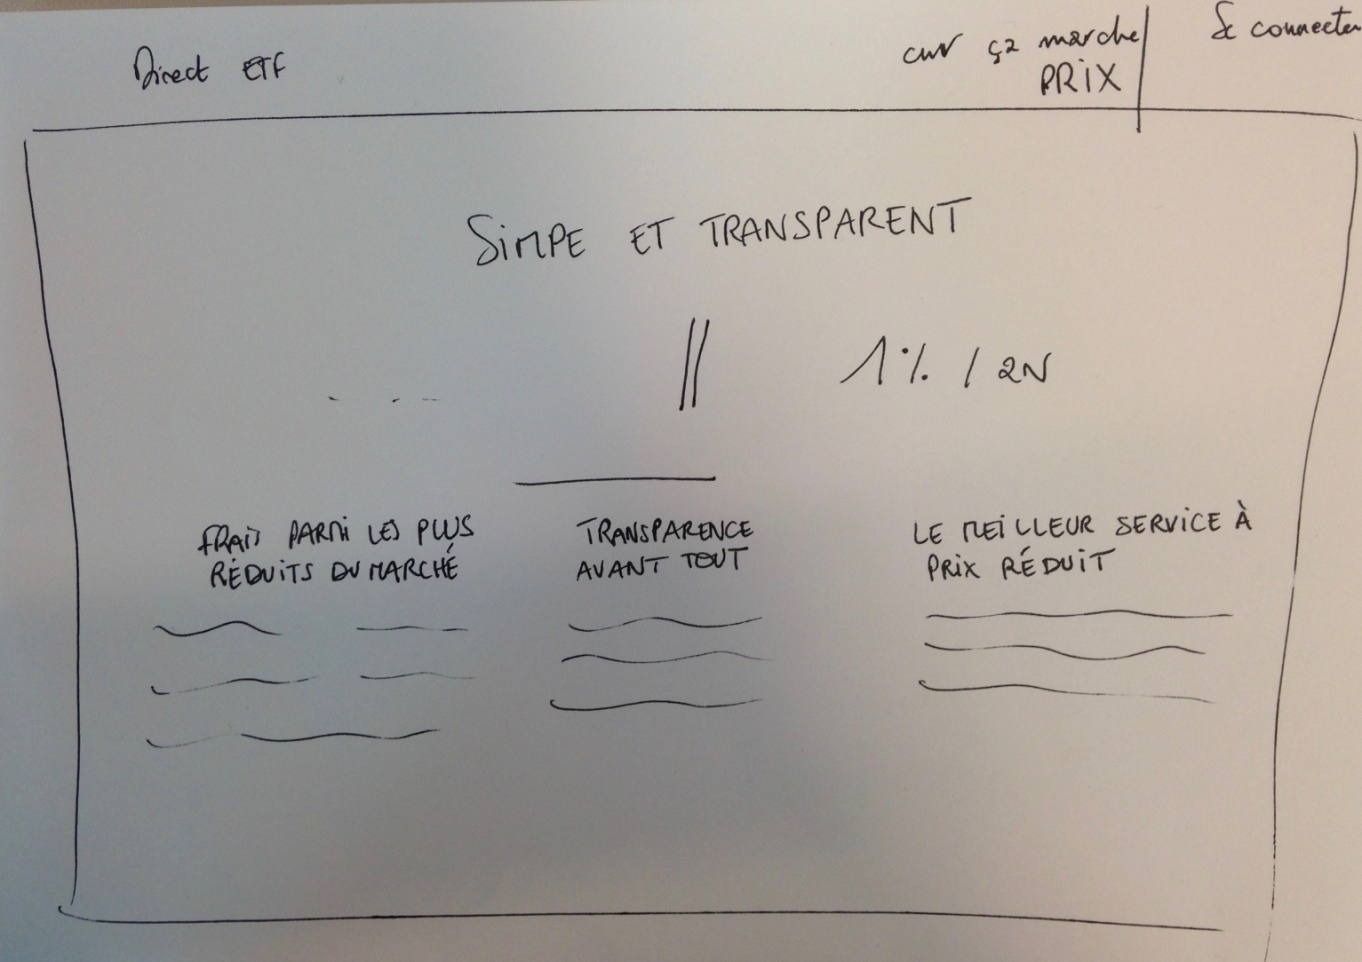 Direct ETF
ça marche
PRiX
Se connecter
SiMPE ET TRANSPARENT
1% / an
FRAiS PARMi LES PLUS
RÉDUiTS DU MARCHÉ
TRANSPARENCE
AVANT TOUT
LE MEiLLEUR SERViCE À
PRiX RÉDUiT